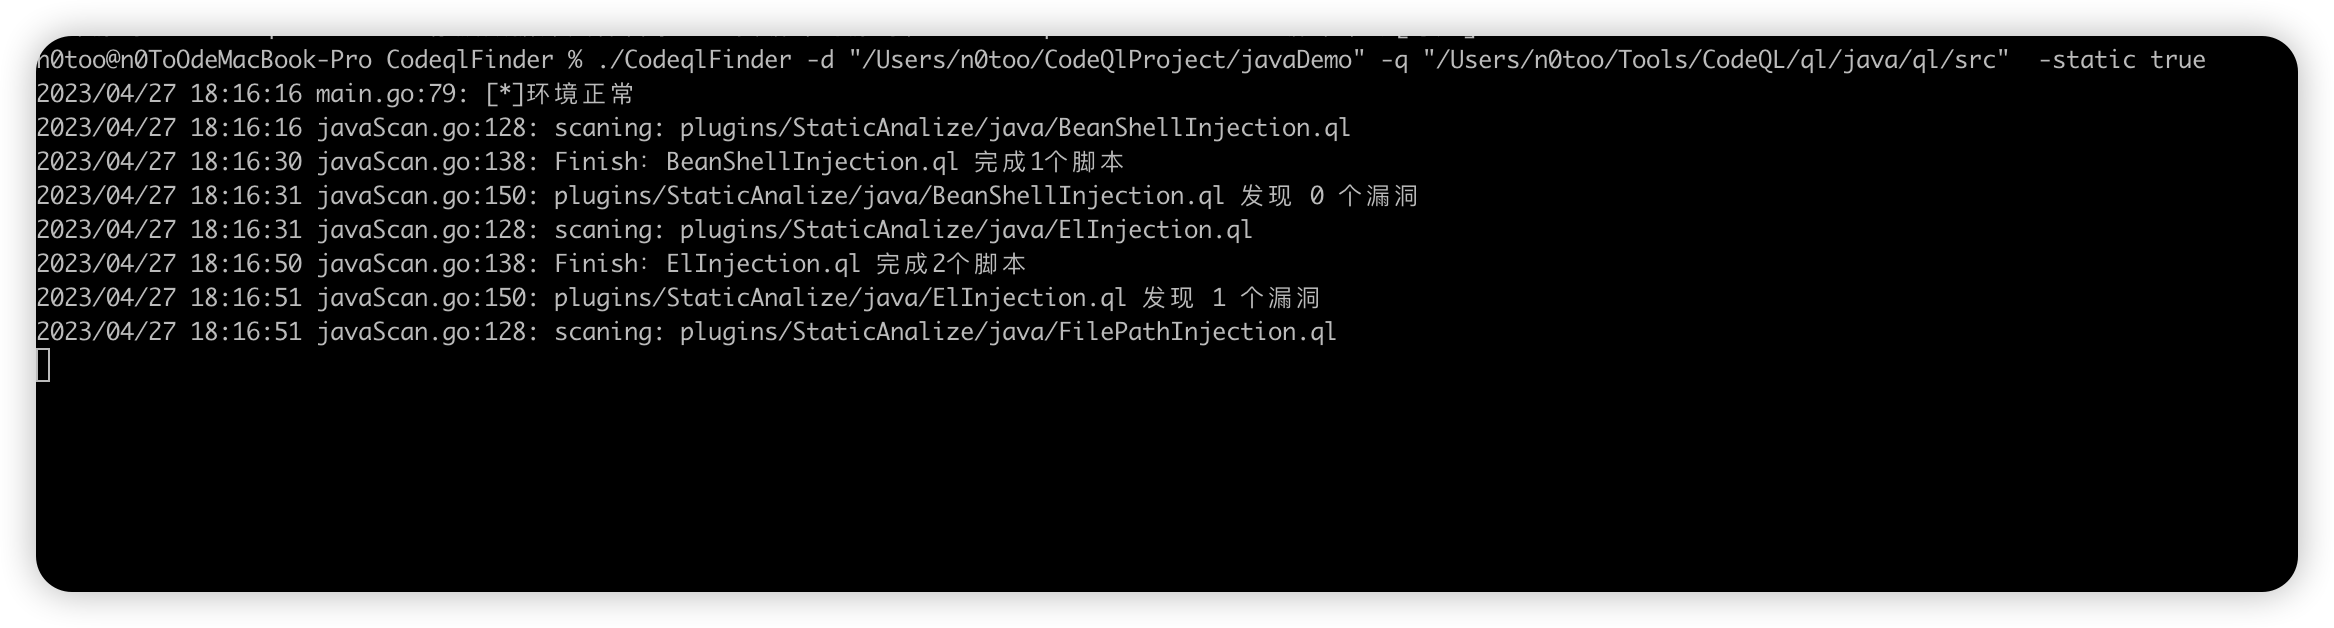 n0too@n0ToOdeMacBook-Pro CodeqlFinder % ./CodeqlFinder -d "/Users/n0too/CodeQlProject/javaDemo" -q "/Users/n0too/Tools/CodeQL/ql/java/ql/src"  -static true
2023/04/27 18:16:16 main.go:79: [*]环境正常
2023/04/27 18:16:16 javaScan.go:128: scaning: plugins/StaticAnalize/java/BeanShellInjection.ql
2023/04/27 18:16:30 javaScan.go:138: Finish: BeanShellInjection.ql 完成1个脚本
2023/04/27 18:16:31 javaScan.go:150: plugins/StaticAnalize/java/BeanShellInjection.ql 发现 0 个漏洞
2023/04/27 18:16:31 javaScan.go:128: scaning: plugins/StaticAnalize/java/ElInjection.ql
2023/04/27 18:16:50 javaScan.go:138: Finish: ElInjection.ql 完成2个脚本
2023/04/27 18:16:51 javaScan.go:150: plugins/StaticAnalize/java/ElInjection.ql 发现 1 个漏洞
2023/04/27 18:16:51 javaScan.go:128: scaning: plugins/StaticAnalize/java/FilePathInjection.ql